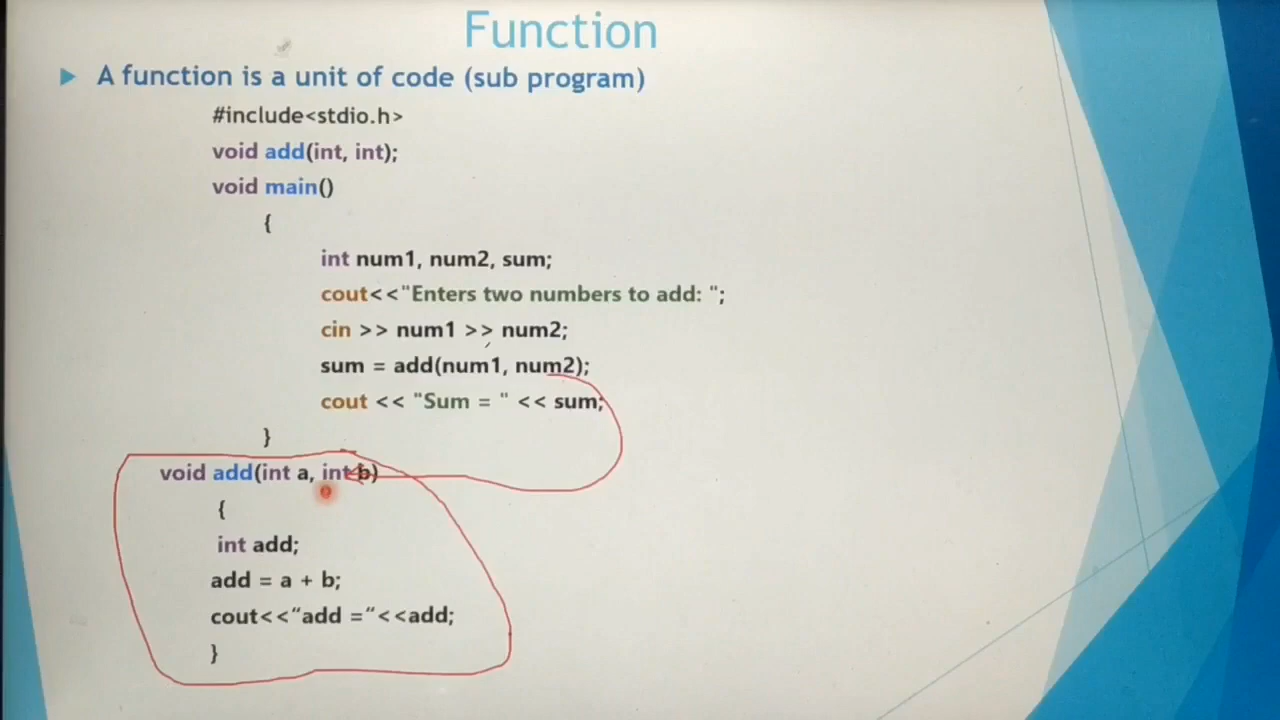 Function
A function is a unit of code (sub program)
#include<stdio.h>
void add(int, int);
void main()
{
int num1, num2, sum;
cout<<"Enters two numbers to add: ";
cin >> num1 >> num2;
sum = add(num1, num2);
cout << "Sum = " << sum;
}
void add(int a, int b)
{
int add;
add = a + b;
cout<<“add =“<<add;
}